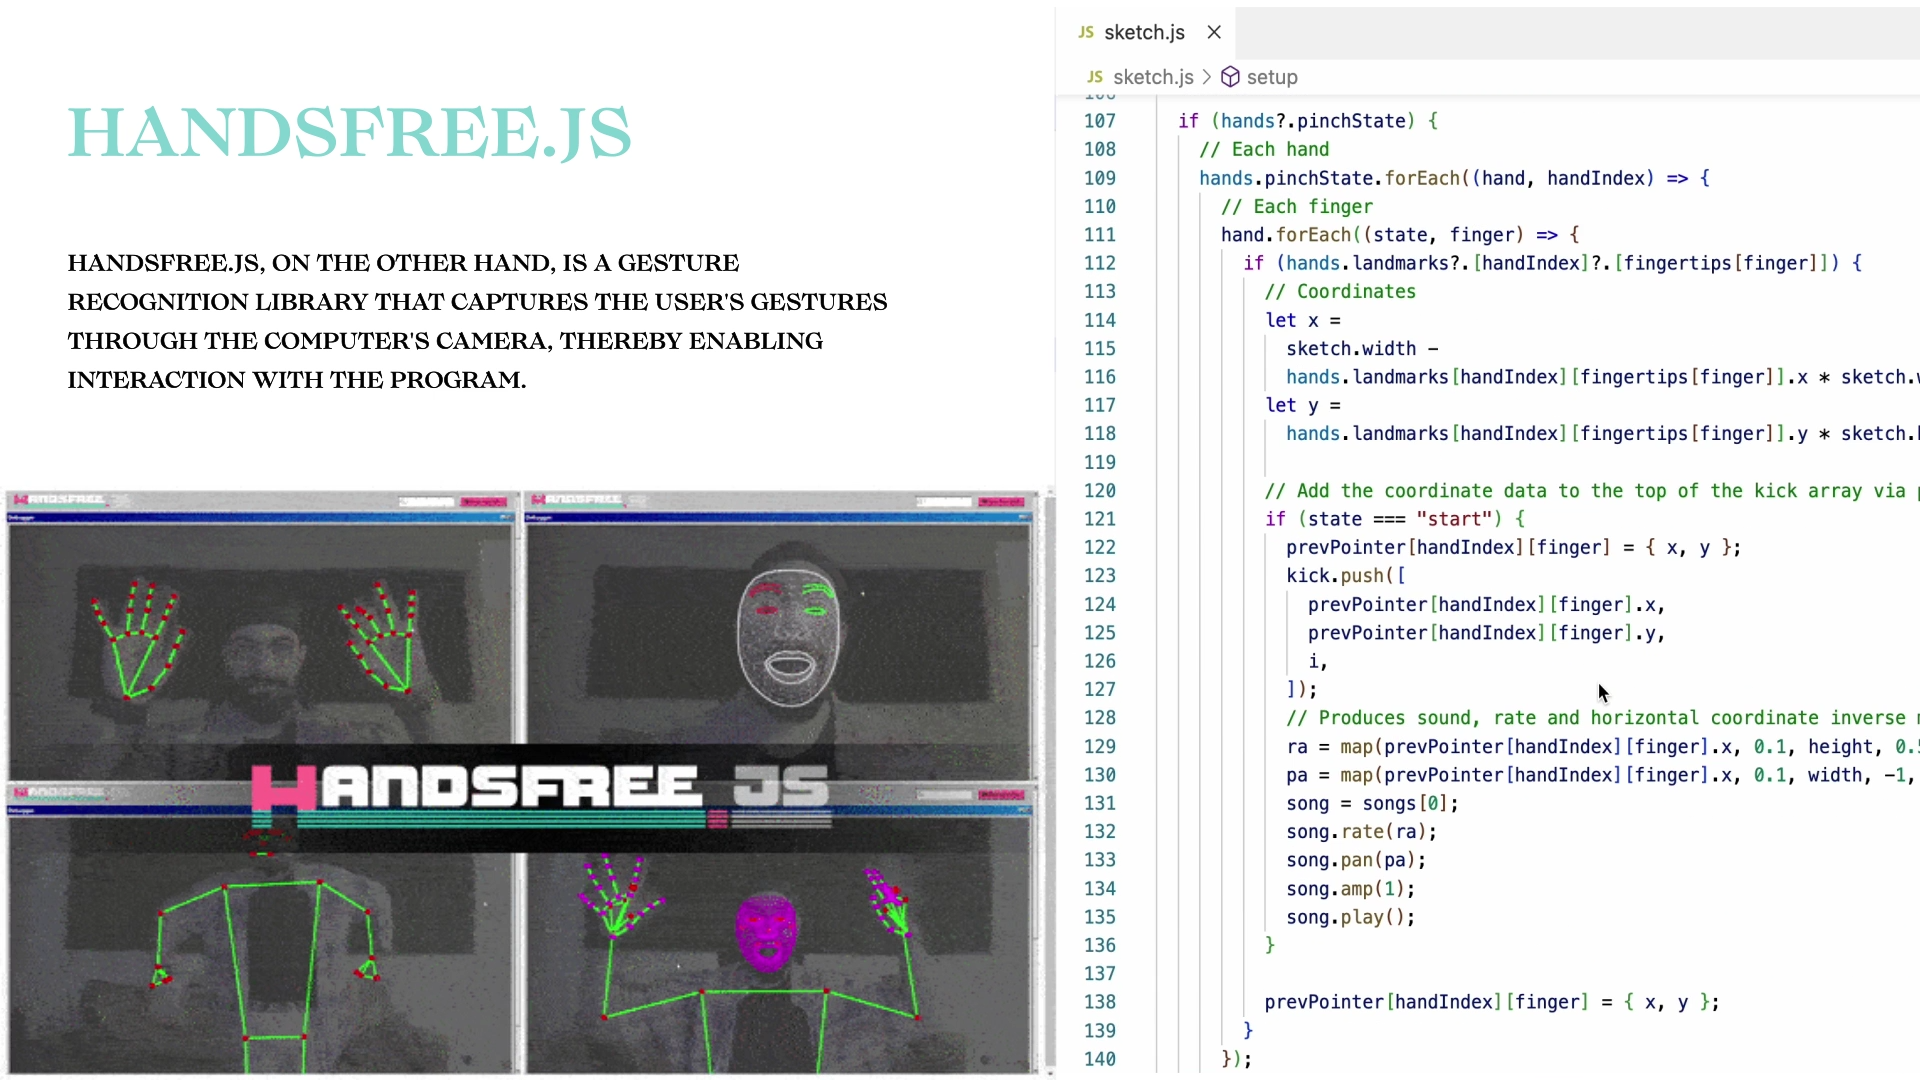 HANDSFREE.JS
HANDSFREE.JS, ON THE OTHER HAND, IS A GESTURE
RECOGNITION LIBRARY THAT CAPTURES THE USER'S GESTURES
THROUGH THE COMPUTER'S CAMERA, THEREBY ENABLING
INTERACTION WITH THE PROGRAM.
HANDSFREE
HANDSFREE
HANDSFREE JS
JS sketch.js ×
JS sketch.js > setup
107 if (hands?.pinchState) {
108 // Each hand
109 hands.pinchState.forEach((hand, handIndex) => {
110 // Each finger
111 hand.forEach((state, finger) => {
112 if (hands.landmarks?.[handIndex]?.[fingertips[finger]]) {
113 // Coordinates
114 let x =
115 sketch.width -
116 hands.landmarks[handIndex][fingertips[finger]].x * sketch.
117 let y =
118 hands.landmarks[handIndex][fingertips[finger]].y * sketch.
119
120 // Add the coordinate data to the top of the kick array via
121 if (state === "start") {
122 prevPointer[handIndex][finger] = { x, y };
123 kick.push([
124 prevPointer[handIndex][finger].x,
125 prevPointer[handIndex][finger].y,
126 i,
127 ]);
128 // Produces sound, rate and horizontal coordinate inverse
129 ra = map(prevPointer[handIndex][finger].x, 0.1, height, 0.
130 pa = map(prevPointer[handIndex][finger].x, 0.1, width, -1,
131 song = songs[0];
132 song.rate(ra);
133 song.pan(pa);
134 song.amp(1);
135 song.play();
136 }
137
138 prevPointer[handIndex][finger] = { x, y };
139 }
140 });